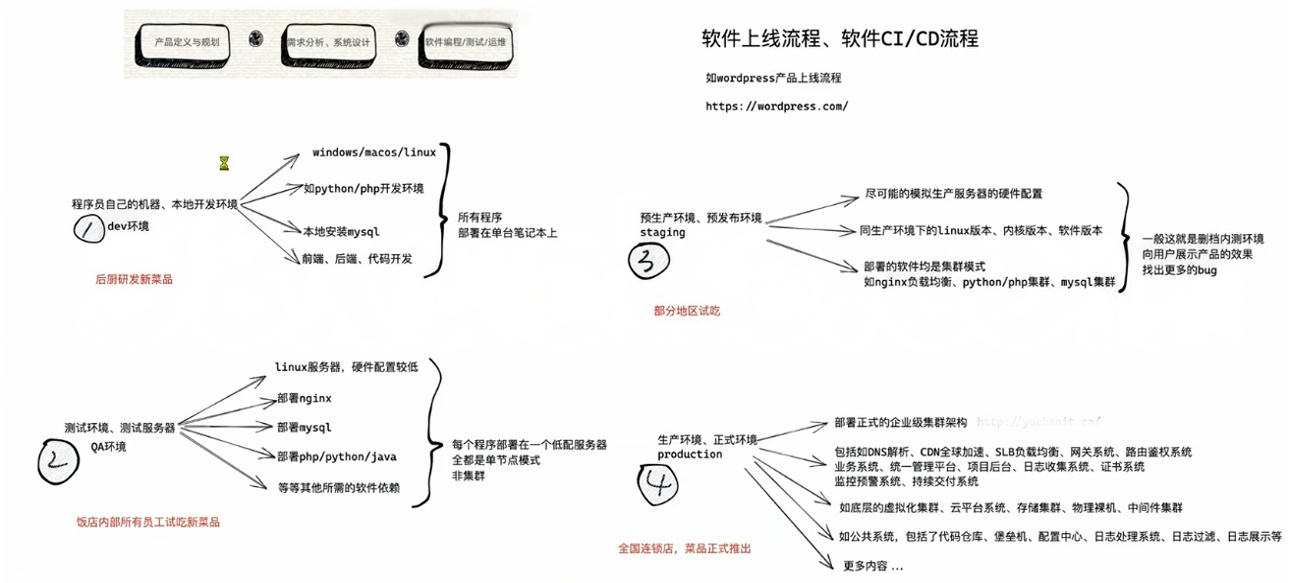 产品定义与规划
需求分析、系统设计
软件编程/测试/运维
软件上线流程、软件CI/CD流程
如wordpress产品上线流程
https://wordpress.com/
程序员自己的机器、本地开发环境
1
dev环境
后厨研发新菜品
windows/macos/linux
如python/php开发环境
本地安装mysql
前端、后端、代码开发
所有程序
部署在单台笔记本上
测试环境、测试服务器
2
QA环境
饭店内部所有员工试吃新菜品
linux服务器，硬件配置较低
部署nginx
部署mysql
部署php/python/java
等等其他所需的软件依赖
每个程序部署在一个低配服务器
全都是单节点模式
非集群
预生产环境、预发布环境
staging
3
部分地区试吃
尽可能的模拟生产服务器的硬件配置
同生产环境下的linux版本、内核版本、软件版本
部署的软件均是集群模式
如nginx负载均衡、python/php集群、mysql集群
一般这就是删档内测环境
向用户展示产品的效果
找出更多的bug
生产环境、正式环境
production
4
全国连锁店，菜品正式推出
部署正式的企业级集群架构
包括如DNS解析、CDN全球加速、SLB负载均衡、网关系统、路由鉴权系统
业务系统、统一管理平台、项目后台、日志收集系统、证书系统
监控预警系统、持续交付系统
如底层的虚拟化集群、云平台系统、存储集群、物理裸机、中间件集群
如公共系统，包括了代码仓库、堡垒机、配置中心、日志处理系统、日志过滤、日志展示等
更多内容 ...